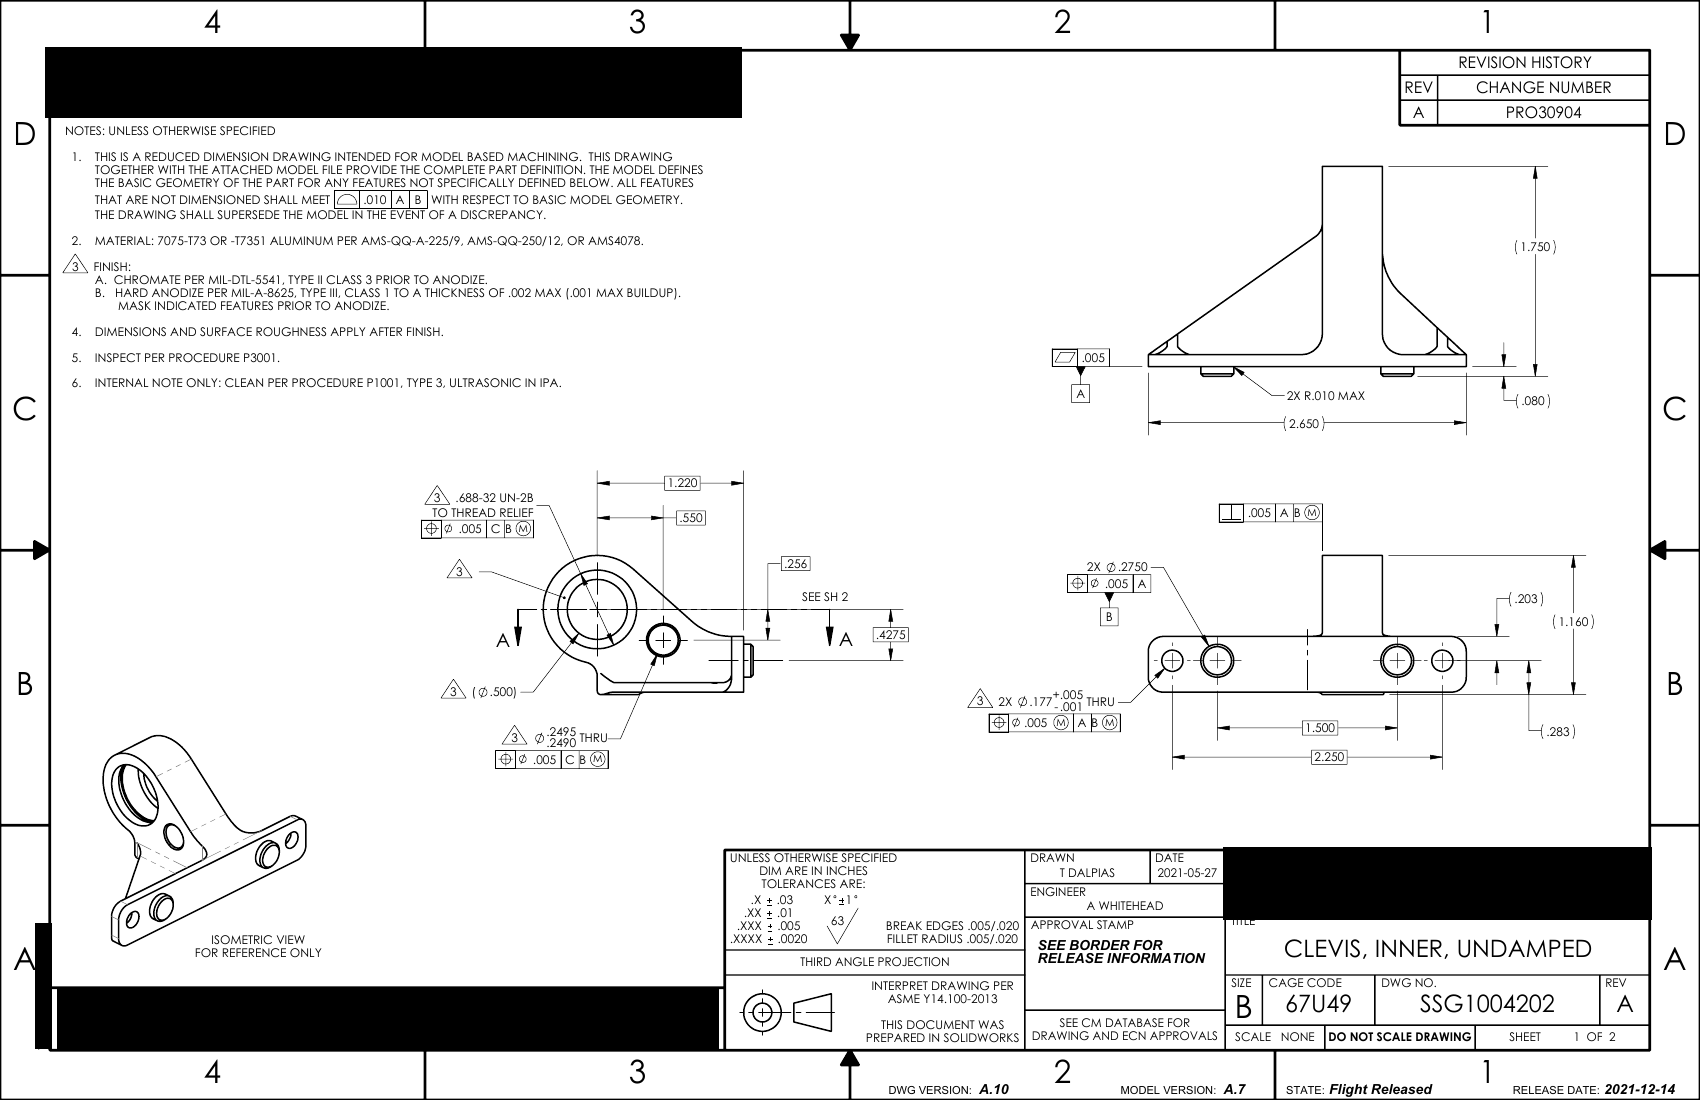 4 3 2 1
D
C
B
A
D
C
B
A
REVISION HISTORY
REV CHANGE NUMBER
A PRO30904
NOTES: UNLESS OTHERWISE SPECIFIED
1. THIS IS A REDUCED DIMENSION DRAWING INTENDED FOR MODEL BASED MACHINING. THIS DRAWING
TOGETHER WITH THE ATTACHED MODEL FILE PROVIDE THE COMPLETE PART DEFINITION. THE MODEL DEFINES
THE BASIC GEOMETRY OF THE PART FOR ANY FEATURES NOT SPECIFICALLY DEFINED BELOW. ALL FEATURES
THAT ARE NOT DIMENSIONED SHALL MEET ⌓ .010 A B WITH RESPECT TO BASIC MODEL GEOMETRY.
THE DRAWING SHALL SUPERSEDE THE MODEL IN THE EVENT OF A DISCREPANCY.
2. MATERIAL: 7075-T73 OR -T7351 ALUMINUM PER AMS-QQ-A-225/9, AMS-QQ-250/12, OR AMS4078.
3 FINISH:
A. CHROMATE PER MIL-DTL-5541, TYPE II CLASS 3 PRIOR TO ANODIZE.
B. HARD ANODIZE PER MIL-A-8625, TYPE III, CLASS 1 TO A THICKNESS OF .002 MAX (.001 MAX BUILDUP).
MASK INDICATED FEATURES PRIOR TO ANODIZE.
4. DIMENSIONS AND SURFACE ROUGHNESS APPLY AFTER FINISH.
5. INSPECT PER PROCEDURE P3001.
6. INTERNAL NOTE ONLY: CLEAN PER PROCEDURE P1001, TYPE 3, ULTRASONIC IN IPA.
(1.750)
⏥ .005
A
2X R.010 MAX
(.080)
(2.650)
1.220
.550
3 .688-32 UN-2B
TO THREAD RELIEF
⌖ ⌀ .005 C B Ⓜ
3
.256
SEE SH 2
A A
.4275
3 (⌀.500)
3 ⌀ .2495
.2490 THRU
⌖ ⌀ .005 C B Ⓜ
⟂ .005 A B Ⓜ
2X ⌀.2750
⌖ ⌀ .005 A
B
(.203)
(1.160)
3 2X ⌀.177 +.005
-.001 THRU
⌖ ⌀ .005 Ⓜ A B Ⓜ
1.500
(.283)
2.250
ISOMETRIC VIEW
FOR REFERENCE ONLY
UNLESS OTHERWISE SPECIFIED
DIM ARE IN INCHES
TOLERANCES ARE:
.X ± .03 X°±1°
.XX ± .01
.XXX ± .005
.XXXX ± .0020
63
BREAK EDGES .005/.020
FILLET RADIUS .005/.020
THIRD ANGLE PROJECTION
INTERPRET DRAWING PER
ASME Y14.100-2013
THIS DOCUMENT WAS
PREPARED IN SOLIDWORKS
DRAWN
T DALPIAS
DATE
2021-05-27
ENGINEER
A WHITEHEAD
APPROVAL STAMP
SEE BORDER FOR
RELEASE INFORMATION
SEE CM DATABASE FOR
DRAWING AND ECN APPROVALS
TITLE
CLEVIS, INNER, UNDAMPED
SIZE
B
CAGE CODE
67U49
DWG NO.
SSG1004202
REV
A
SCALE NONE
DO NOT SCALE DRAWING
SHEET 1 OF 2
4 3 2 1
DWG VERSION: A.10 MODEL VERSION: A.7 STATE: Flight Released RELEASE DATE: 2021-12-14